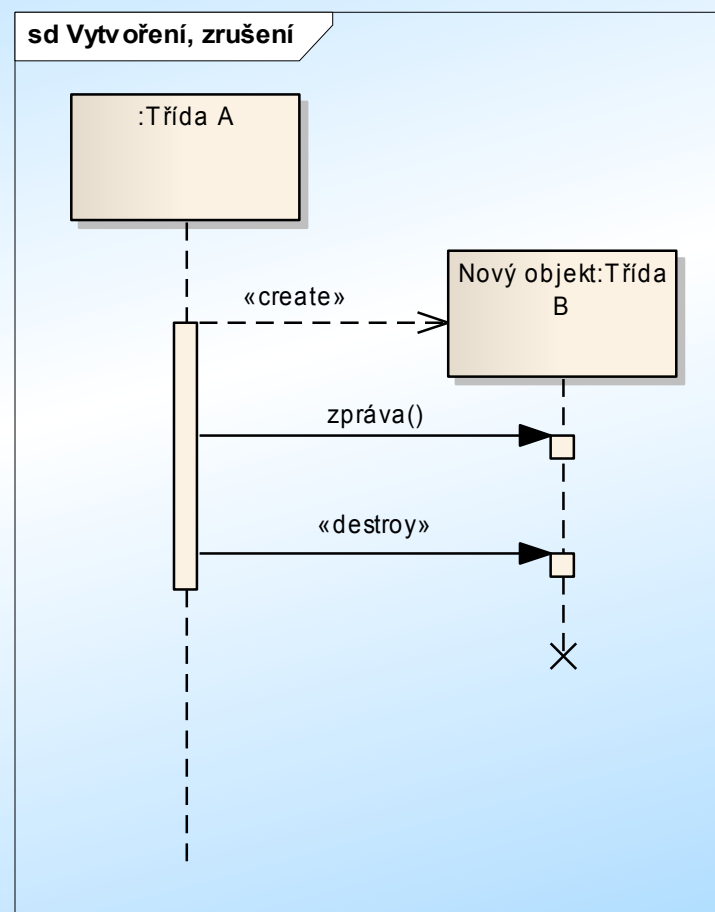 sd Vytvoření, zrušení
:Třída A
Nový objekt:Třída
B
«create»
zpráva()
«destroy»